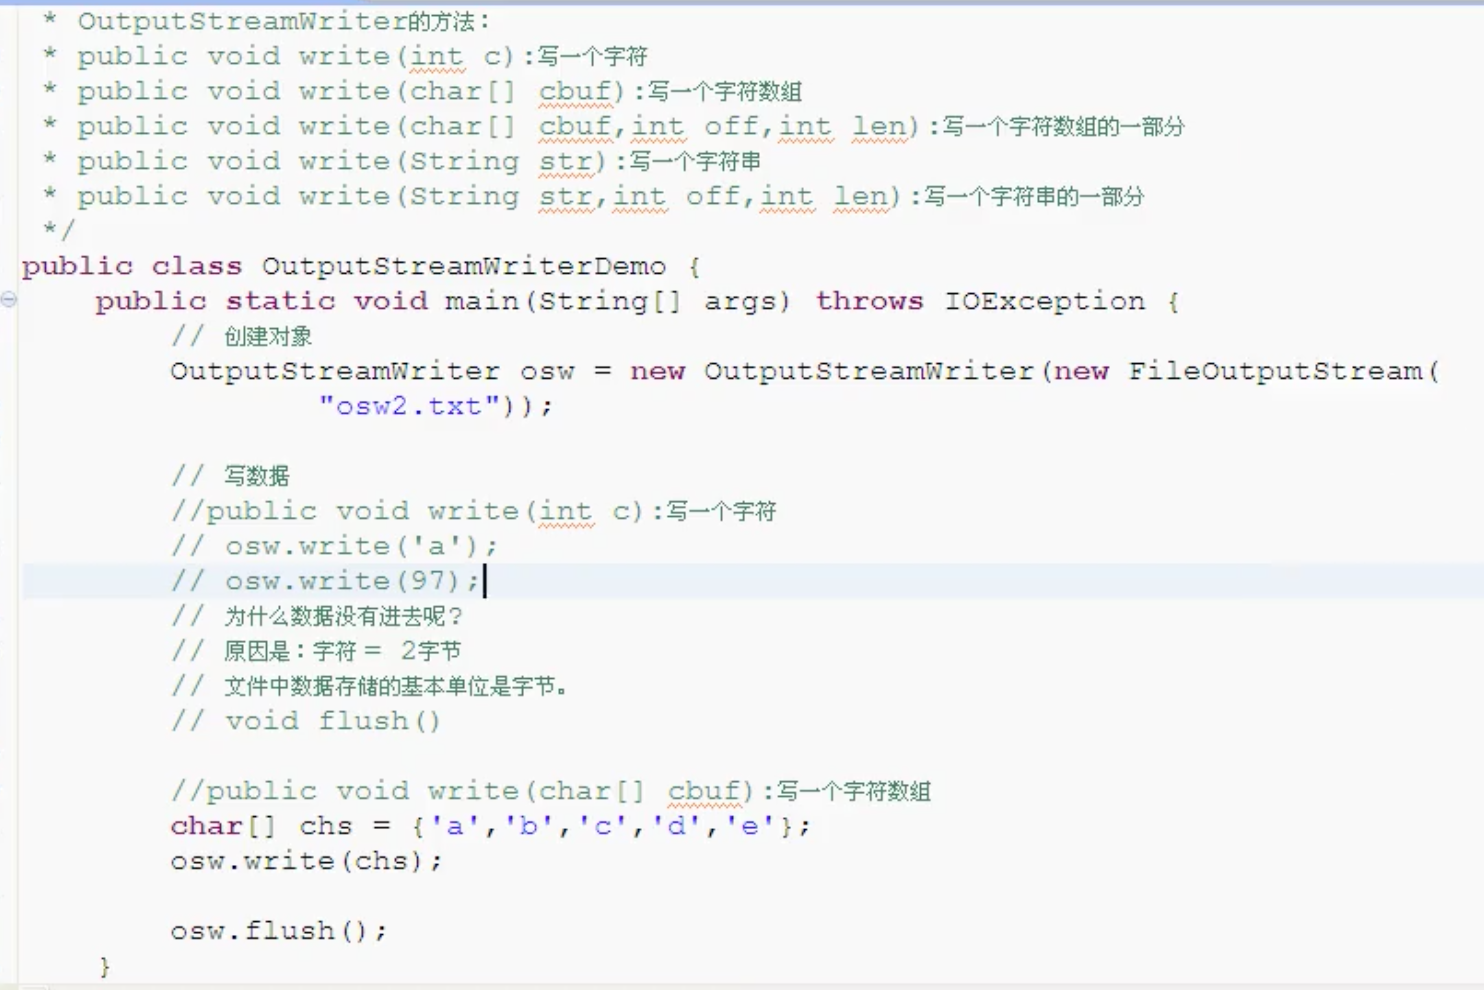 * OutputStreamWriter的方法:
* public void write(int c):写一个字符
* public void write(char[] cbuf):写一个字符数组
* public void write(char[] cbuf,int off,int len):写一个字符数组的一部分
* public void write(String str):写一个字符串
* public void write(String str,int off,int len):写一个字符串的一部分
*/
public class OutputStreamWriterDemo {
public static void main(String[] args) throws IOException {
// 创建对象
OutputStreamWriter osw = new OutputStreamWriter(new FileOutputStream(
"osw2.txt"));
// 写数据
//public void write(int c):写一个字符
// osw.write('a');
// osw.write(97);
// 为什么数据没有进去呢?
// 原因是:字符 = 2字节
// 文件中数据存储的基本单位是字节。
// void flush()
//public void write(char[] cbuf):写一个字符数组
char[] chs = {'a','b','c','d','e'};
osw.write(chs);
osw.flush();
}